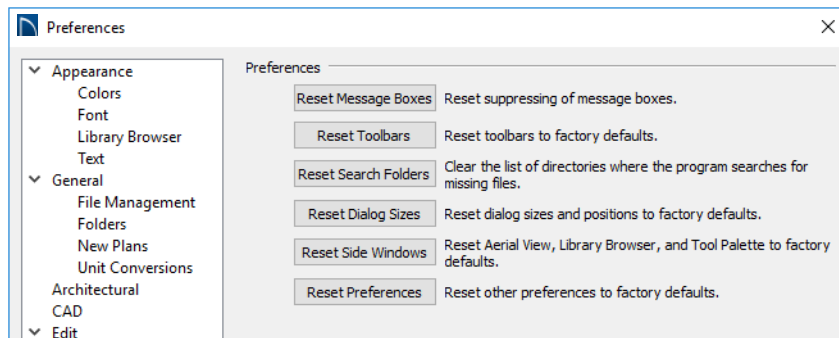 Preferences
Appearance
Colors
Font
Library Browser
Text
General
File Management
Folders
New Plans
Unit Conversions
Architectural
CAD
Edit
Preferences
Reset Message Boxes Reset suppressing of message boxes.
Reset Toolbars Reset toolbars to factory defaults.
Reset Search Folders Clear the list of directories where the program searches for
missing files.
Reset Dialog Sizes Reset dialog sizes and positions to factory defaults.
Reset Side Windows Reset Aerial View, Library Browser, and Tool Palette to factory
defaults.
Reset Preferences Reset other preferences to factory defaults.